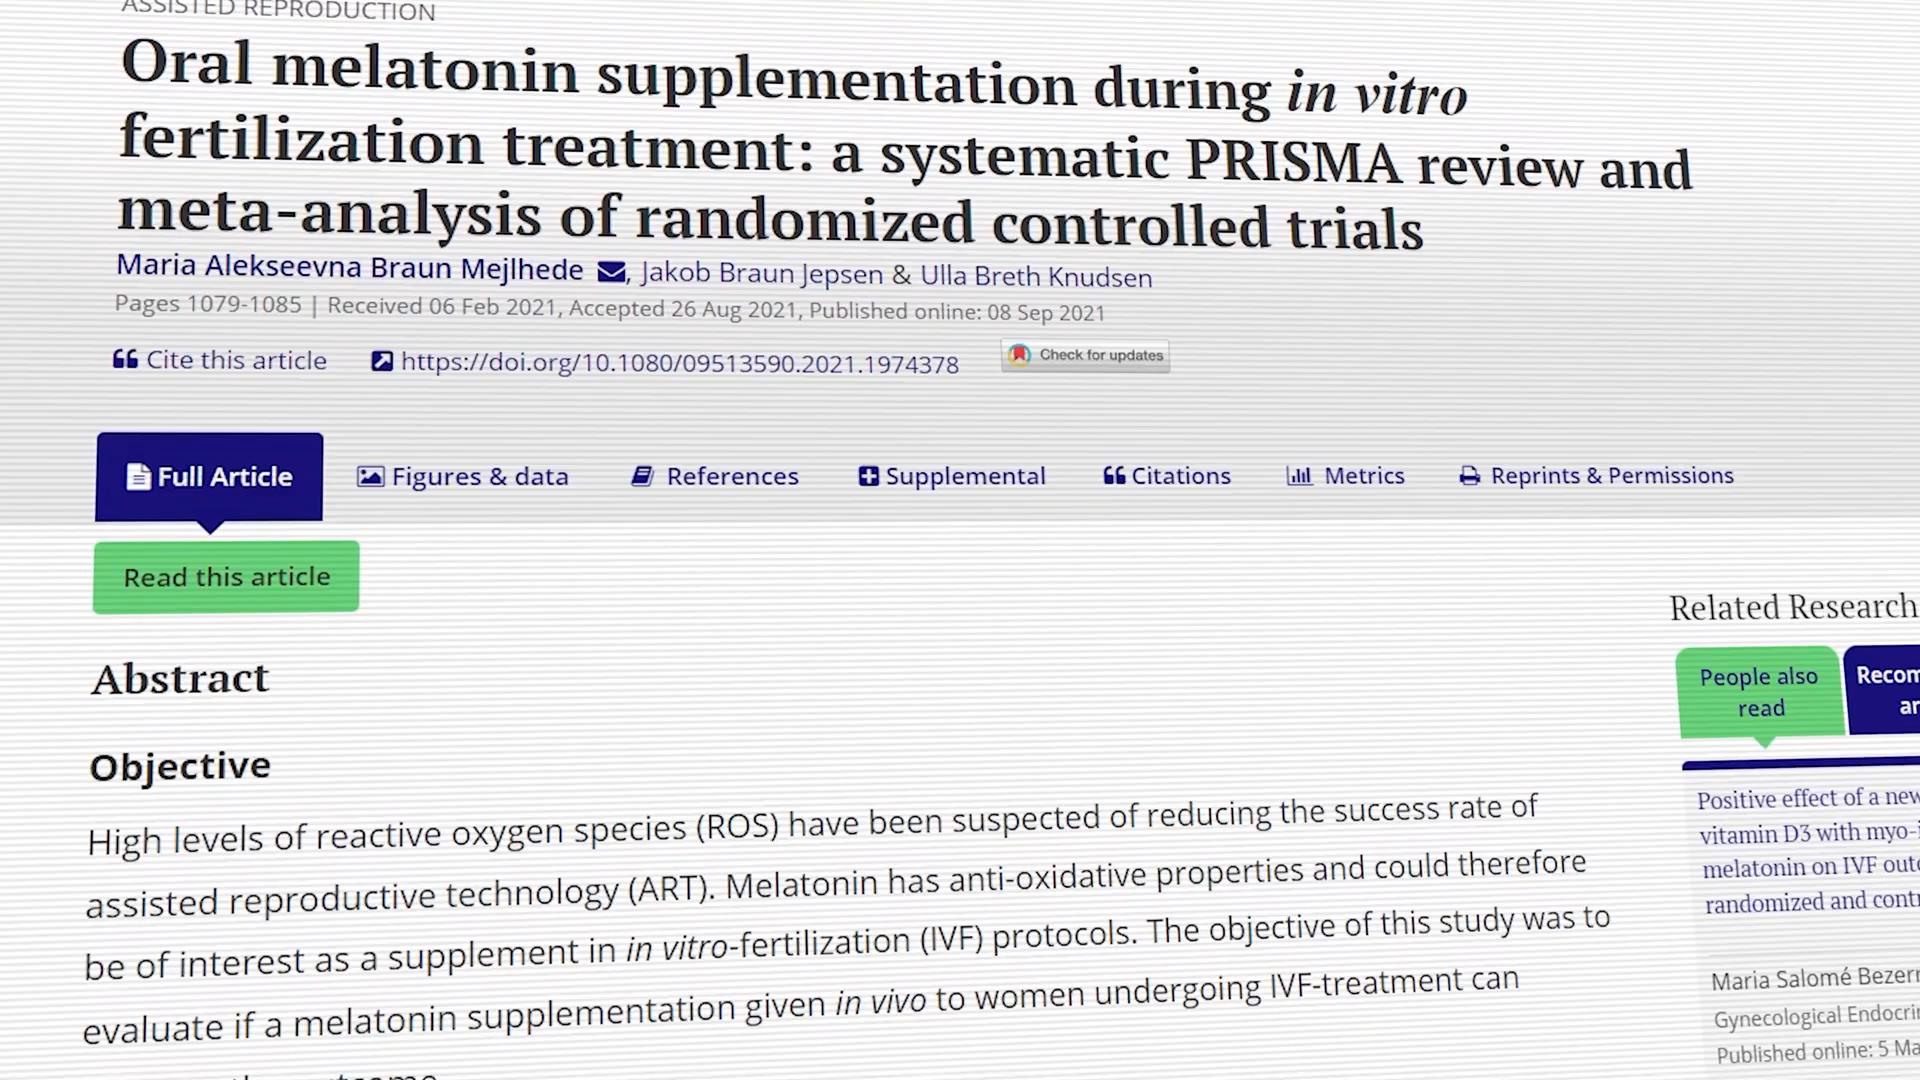 ASSISTED REPRODUCTION
Oral melatonin supplementation during in vitro
fertilization treatment: a systematic PRISMA review and
meta-analysis of randomized controlled trials
Maria Alekseevna Braun Mejlhede, Jakob Braun Jepsen & Ulla Breth Knudsen
Pages 1079-1085 | Received 06 Feb 2021, Accepted 26 Aug 2021, Published online: 08 Sep 2021
Cite this article https://doi.org/10.1080/09513590.2021.1974378 Check for updates
Full Article Figures & data References Supplemental Citations Metrics Reprints & Permissions
Read this article
Abstract
Objective
High levels of reactive oxygen species (ROS) have been suspected of reducing the success rate of
assisted reproductive technology (ART). Melatonin has anti-oxidative properties and could therefore
be of interest as a supplement in in vitro-fertilization (IVF) protocols. The objective of this study was to
evaluate if a melatonin supplementation given in vivo to women undergoing IVF-treatment can
Related Research
People also
read
Positive effect of a new
vitamin D3 with myo-
melatonin on IVF
randomized and
Maria Salomé
Published online: 5